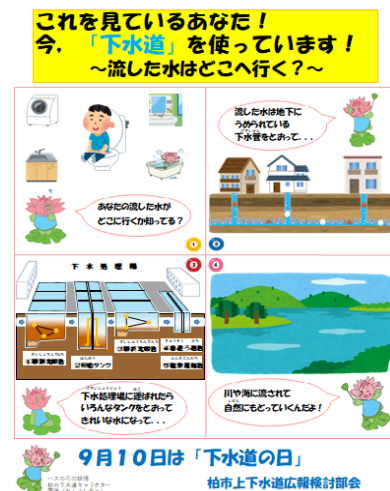 これを見ているあなた！
今，「下水道」を使っています！
～流した水はどこへ行く？～
あなたの流した水が
どこに行くか知ってる？
1
流した水は地下に
うめられている
下水管をとおって．．．
2
下水処理場
3
下水処理場に運ばれたら
いろんなタンクをとおって
きれいな水になって．．．
4
川や海に流されて
自然にもどっていくんだよ！
9月10日は「下水道の日」
柏市上下水道広報検討部会